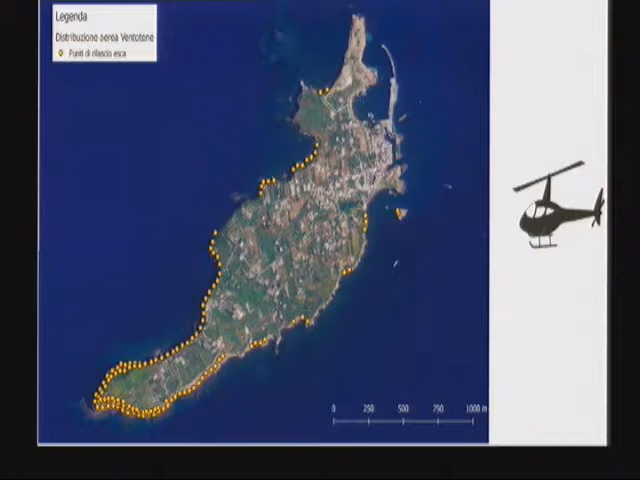 Legenda
Distribuzione aerea Ventotene
Punti di rilascio esca
0 250 500 750 1000 m